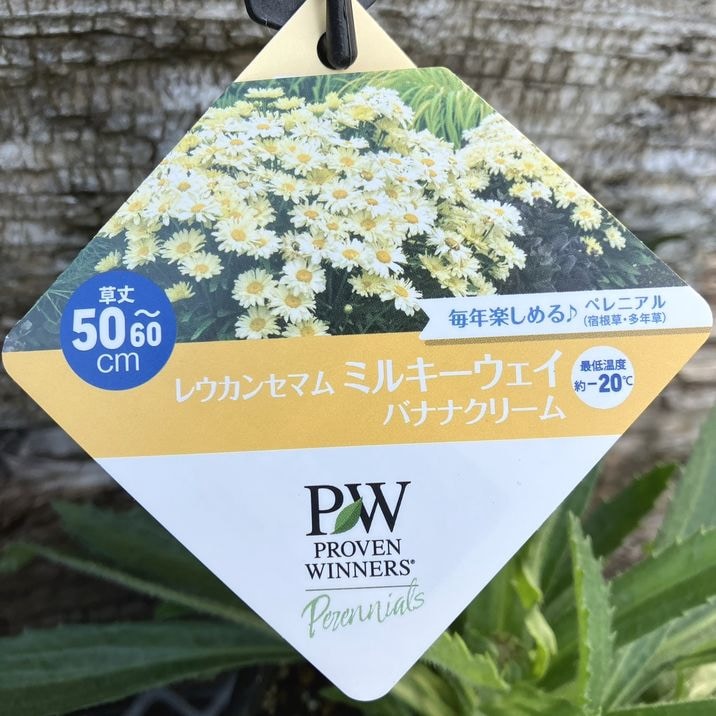 草丈
50~60
cm
毎年楽しめる♪ ペレニアル
(宿根草・多年草)
レウカンセマム ミルキーウェイ
バナナクリーム
最低温度
約-20℃
PW
PROVEN
WINNERS®
Perennials